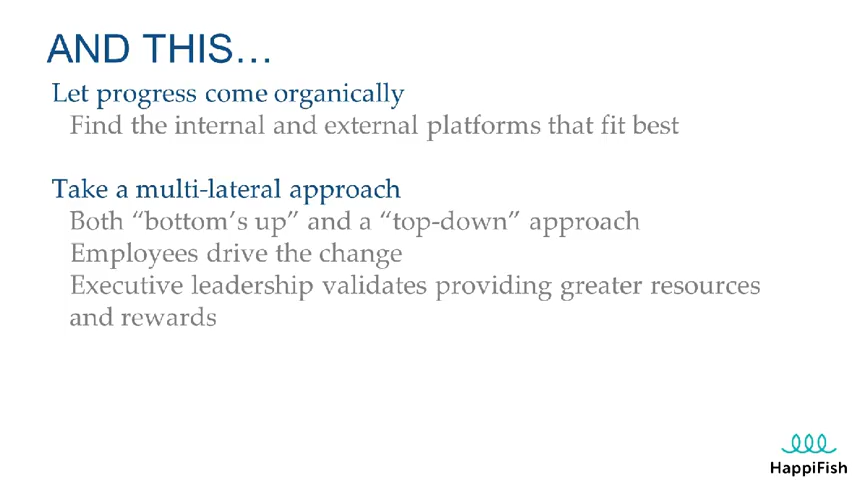 AND THIS…
Let progress come organically
Find the internal and external platforms that fit best
Take a multi-lateral approach
Both “bottom’s up” and a “top-down” approach
Employees drive the change
Executive leadership validates providing greater resources
and rewards
HappiFish